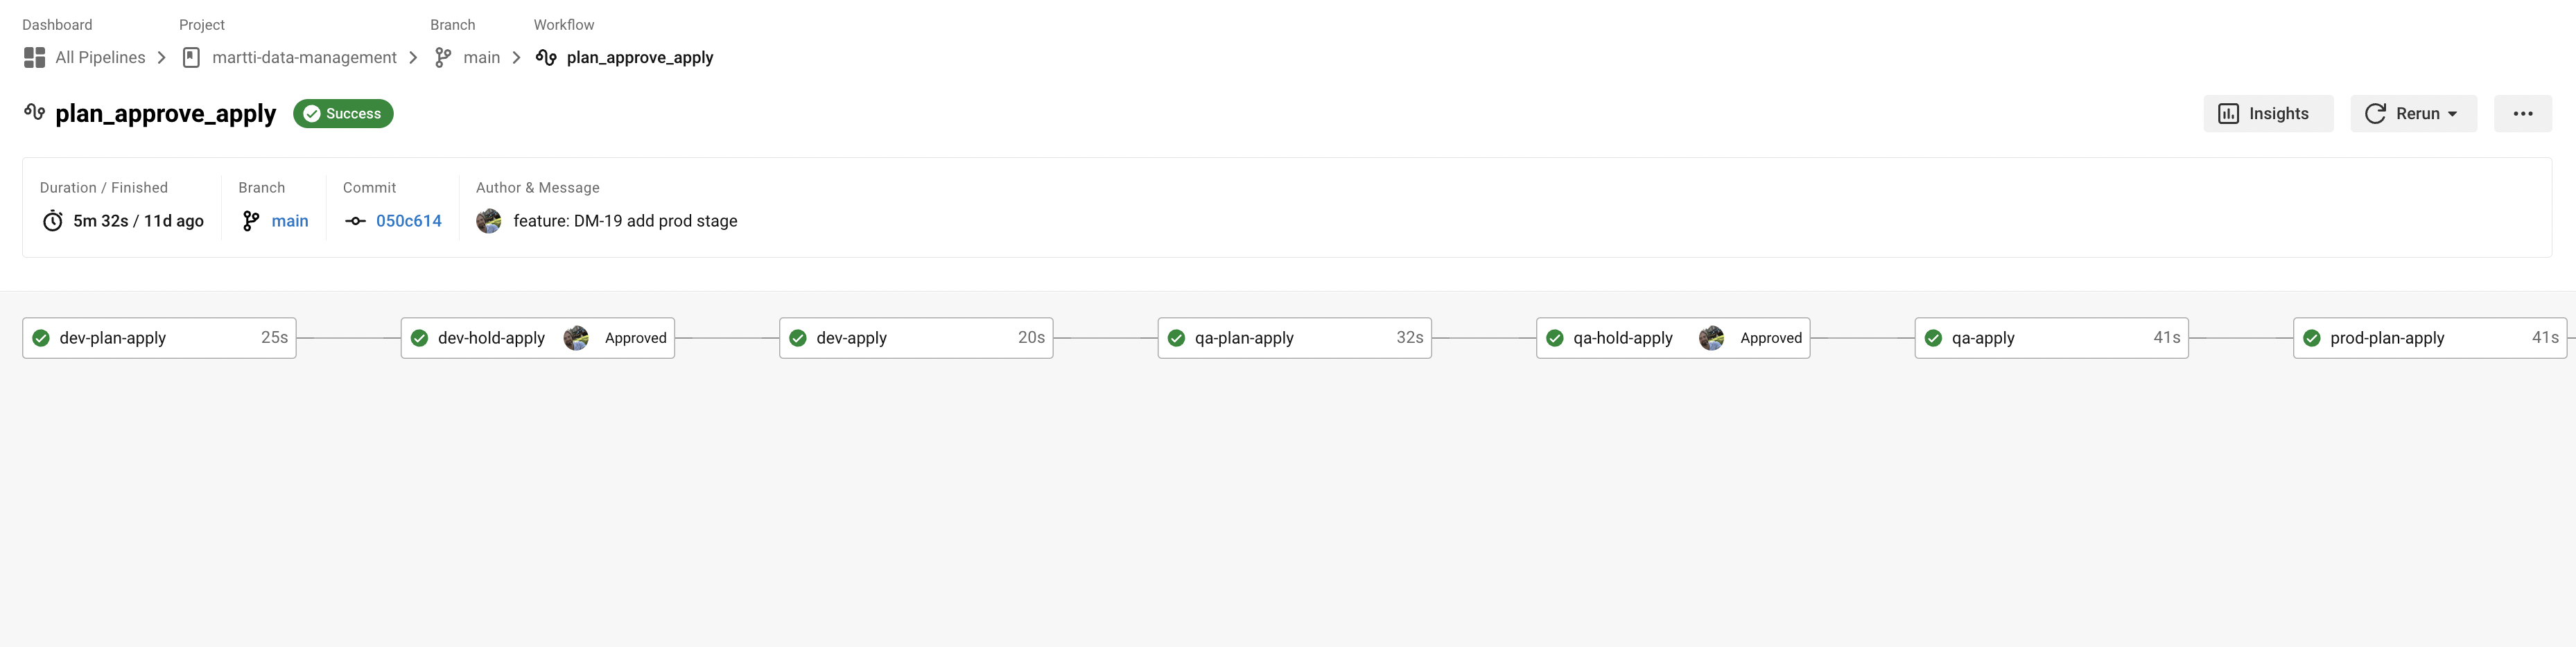 Dashboard Project Branch Workflow
All Pipelines martti-data-management main plan_approve_apply
plan_approve_apply Success Insights Rerun
Duration / Finished Branch Commit Author & Message
5m 32s / 11d ago main 050c614 feature: DM-19 add prod stage
dev-plan-apply 25s dev-hold-apply Approved dev-apply 20s qa-plan-apply 32s qa-hold-apply Approved qa-apply 41s prod-plan-apply 41s